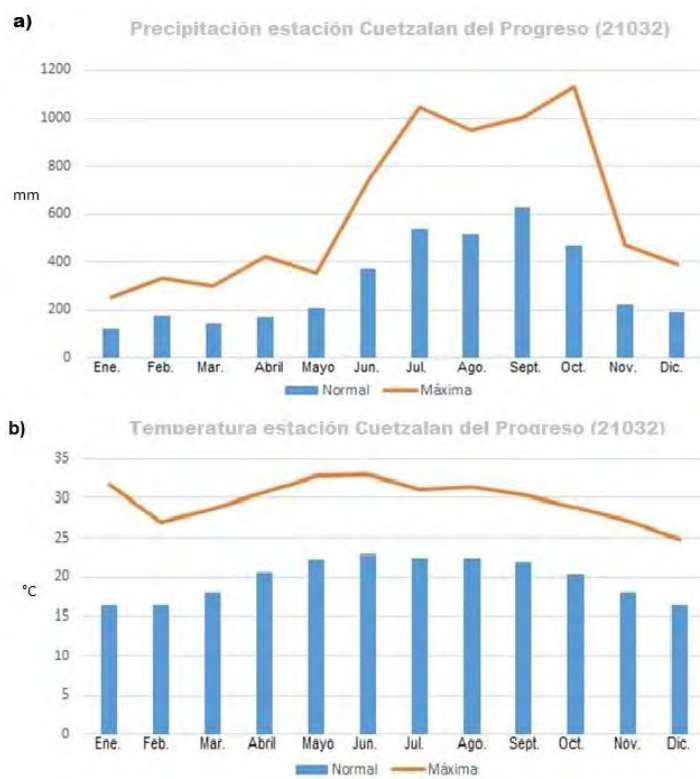 a)
Precipitación estación Cuetzalan del Progreso (21032)
1200
1000
800
mm
600
400
200
0
Ene. Feb. Mar. Abril Mayo Jun. Jul. Ago. Sept. Oct. Nov. Dic.
Normal Máxima
b)
Temperatura estación Cuetzalan del Progreso (21032)
35
30
25
°C
20
15
10
5
0
Ene. Feb. Mar. Abril Mayo Jun. Jul. Ago. Sept. Oct. Nov. Dic.
Normal Máxima